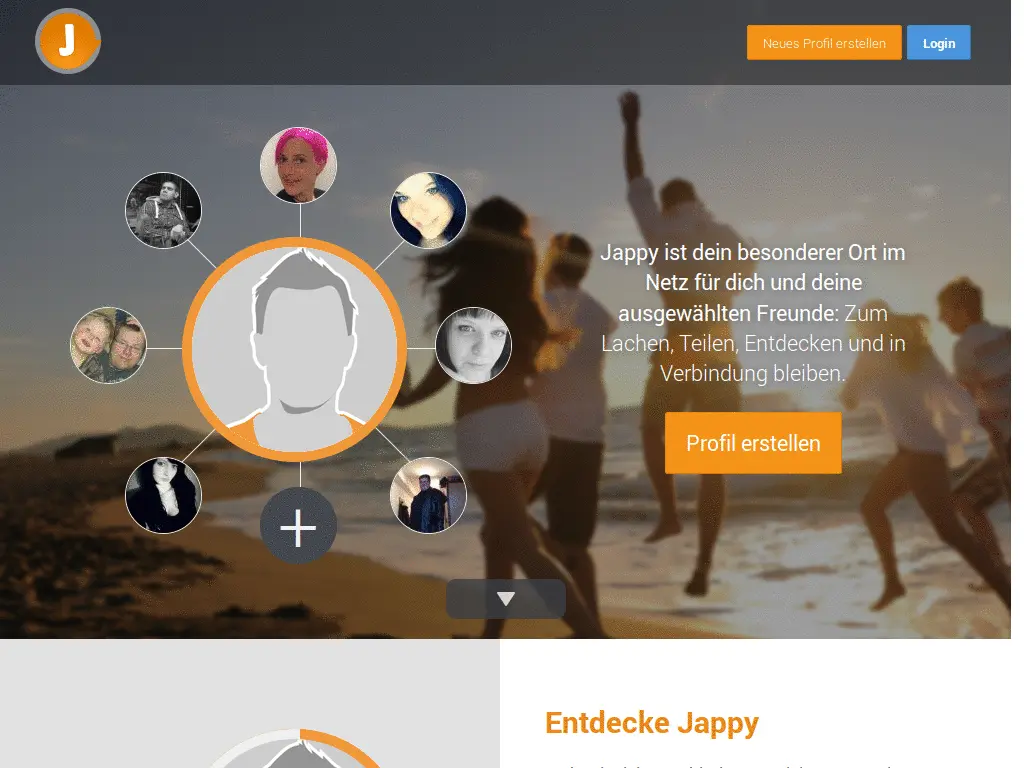 J
Neues Profil erstellen
Login
Jappy ist dein besonderer Ort im
Netz für dich und deine
ausgewählten Freunde: Zum
Lachen, Teilen, Entdecken und in
Verbindung bleiben.
Profil erstellen
Entdecke Jappy